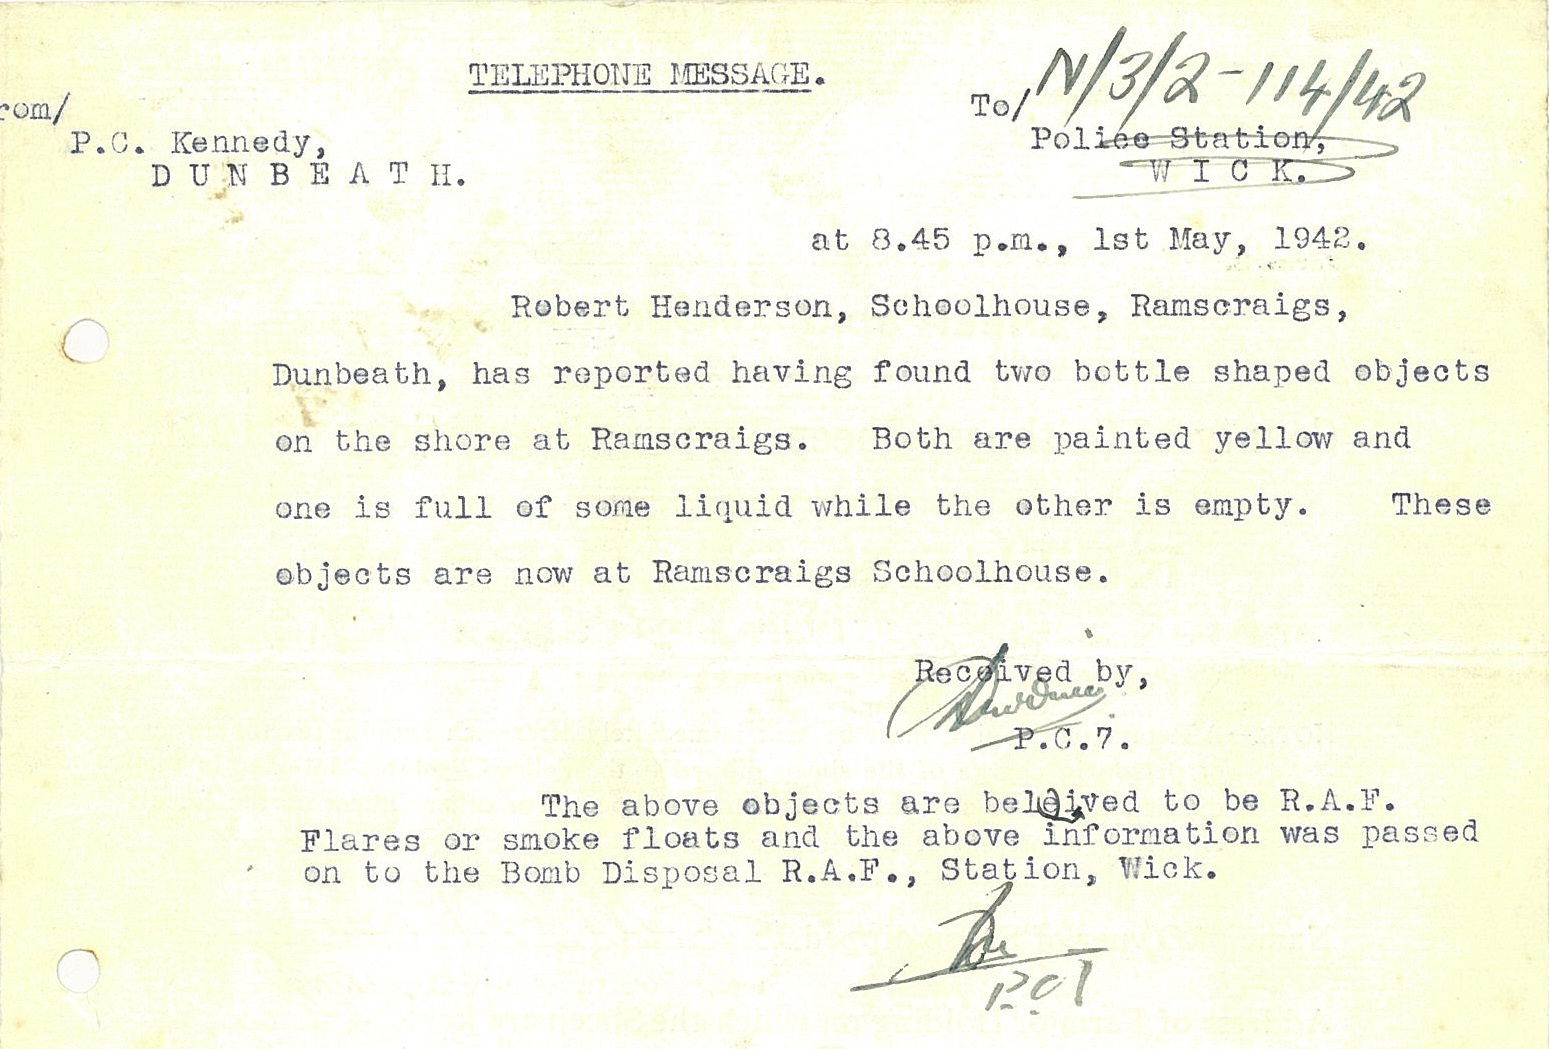 TELEPHONE MESSAGE.
N/3/2-114/42
rom/
To/
P.C. Kennedy,
Police Station,
D U N B E A T H.
W I C K.
at 8.45 p.m., 1st May, 1942.
Robert Henderson, Schoolhouse, Ramscraigs,
Dunbeath, has reported having found two bottle shaped objects
on the shore at Ramscraigs. Both are painted yellow and
one is full of some liquid while the other is empty. These
objects are now at Ramscraigs Schoolhouse.
Received by,
P.C.7.
The above objects are beleived to be R.A.F.
Flares or smoke floats and the above information was passed
on to the Bomb Disposal R.A.F., Station, Wick.
P.C.7